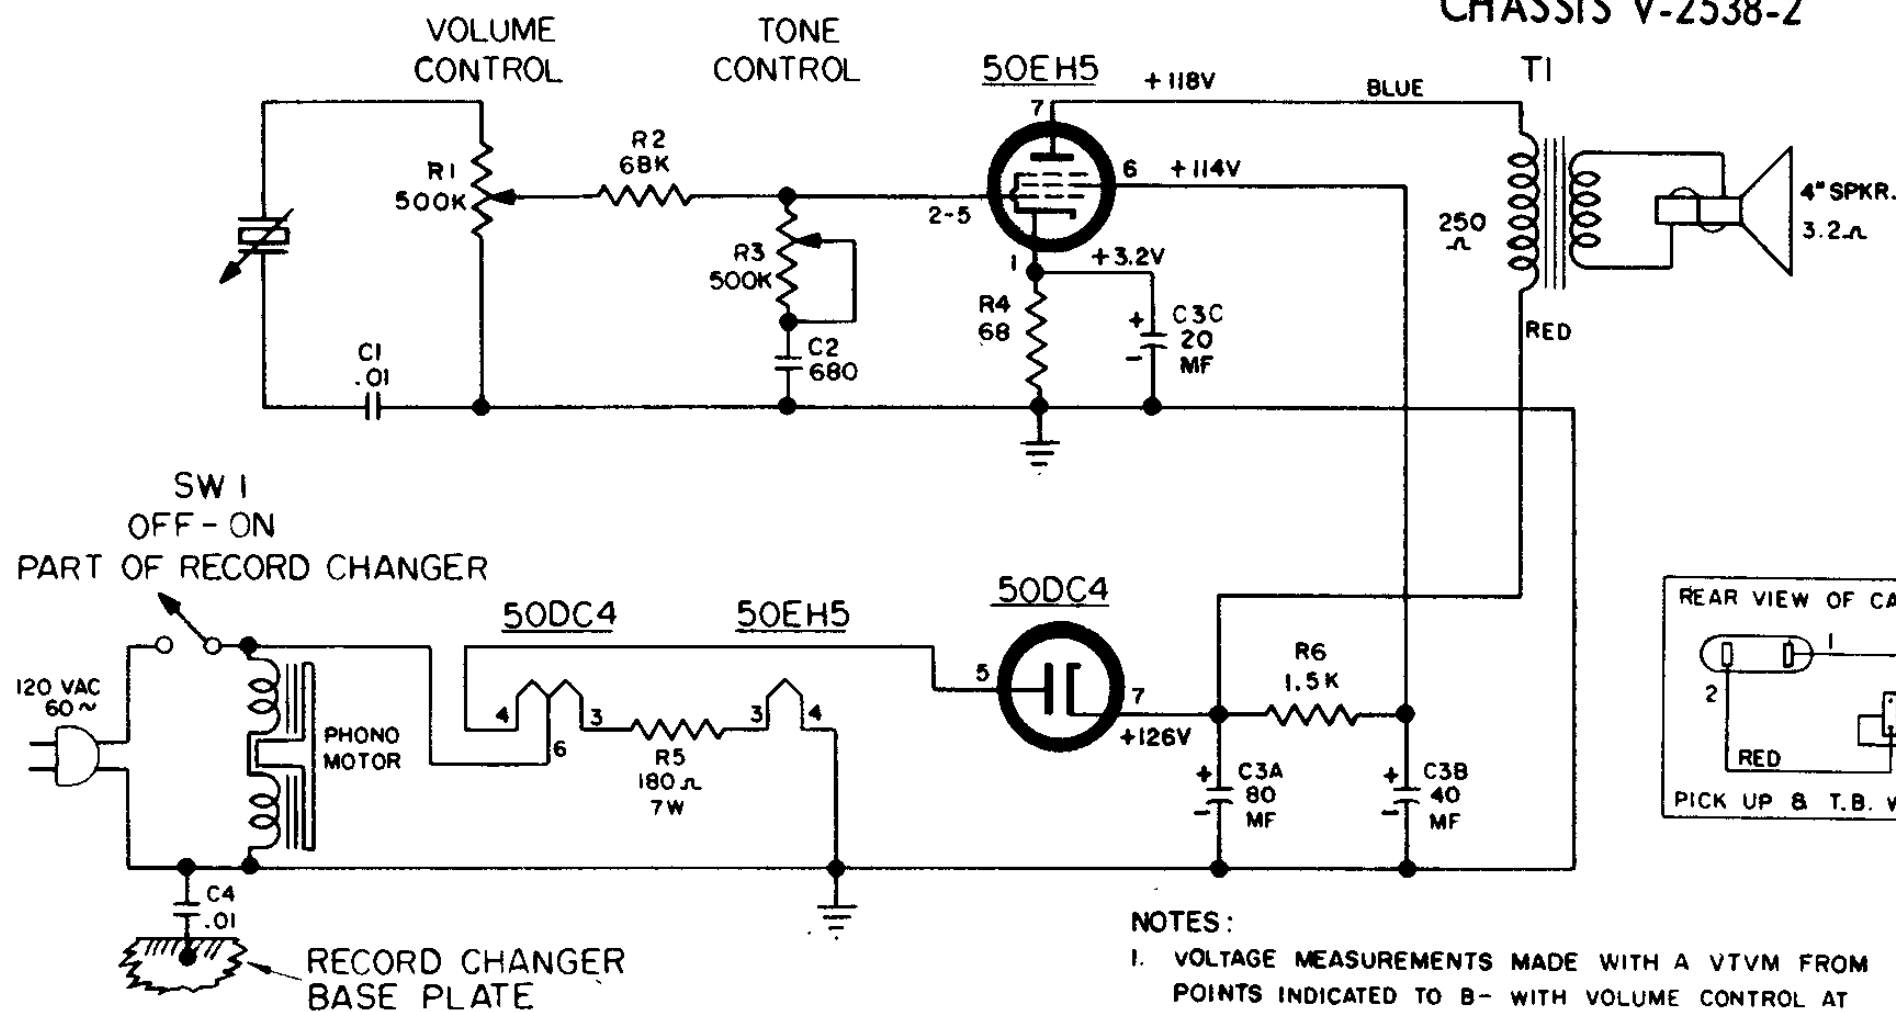 CHASSIS V-2538-2
VOLUME
CONTROL
TONE
CONTROL
50EH5
+118V
BLUE
T1
7
R1
500K
R2
68K
6
+114V
2-5
4" SPKR.
3.2Ω
250
Ω
R3
500K
1
+3.2V
R4
68
+
-
C3C
20
MF
RED
C1
.01
C2
680
SW 1
OFF-ON
PART OF RECORD CHANGER
50DC4
50EH5
50DC4
120 VAC
60~
PHONO
MOTOR
4
6
3
R5
180Ω
7W
3
4
5
7
+126V
R6
1.5K
+
-
C3A
80
MF
+
-
C3B
40
MF
REAR VIEW OF CA
1
2
RED
PICK UP & T.B. W
C4
.01
RECORD CHANGER
BASE PLATE
NOTES:
1. VOLTAGE MEASUREMENTS MADE WITH A VTVM FROM
POINTS INDICATED TO B- WITH VOLUME CONTROL AT